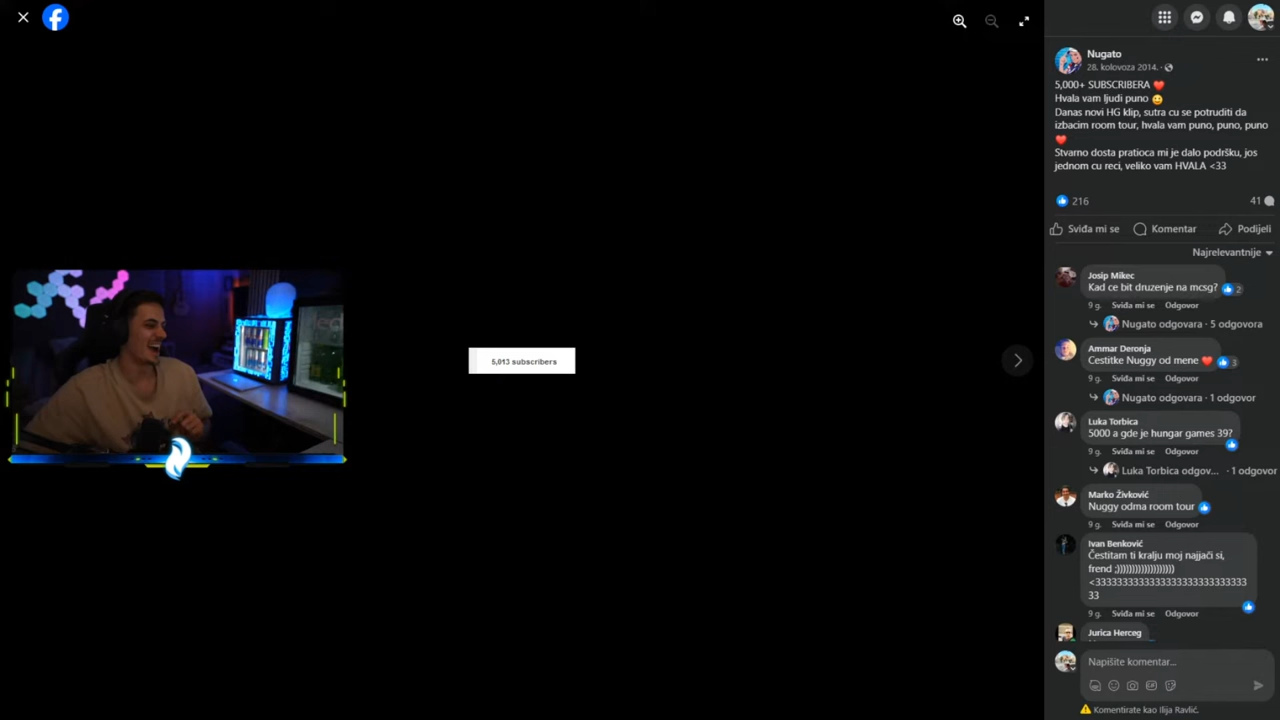 Nugato
28. kolovoza 2014. ·
5,000+ SUBSCRIBERA ❤️
Hvala vam ljudi puno 😀
Danas novi HG klip, sutra cu se potruditi da
izbacim room tour, hvala vam puno, puno, puno
❤️
Stvarno dosta pratioca mi je dalo podršku, jos
jednom cu reci, veliko vam HVALA <33
216
41
Sviđa mi se
Komentar
Podijeli
Najrelevantnije
Josip Mikec
Kad ce bit druzenje na mcsg?
2
9 g. Sviđa mi se Odgovor
Nugato odgovara · 5 odgovora
Ammar Deronja
Cestitke Nuggy od mene ❤️
3
9 g. Sviđa mi se Odgovor
Nugato odgovara · 1 odgovor
Luka Torbica
5000 a gde je hungar games 39?
9 g. Sviđa mi se Odgovor
Luka Torbica odgov... · 1 odgovor
Marko Živković
Nuggy odma room tour
9 g. Sviđa mi se Odgovor
Ivan Benković
Čestitam ti kralju moj najjači si,
frend ;))))))))))))))))))))
<3333333333333333333333333333
33
9 g. Sviđa mi se Odgovor
Jurica Herceg
Napišite komentar...
Komentirate kao Ilija Ravlić.
5,013 subscribers